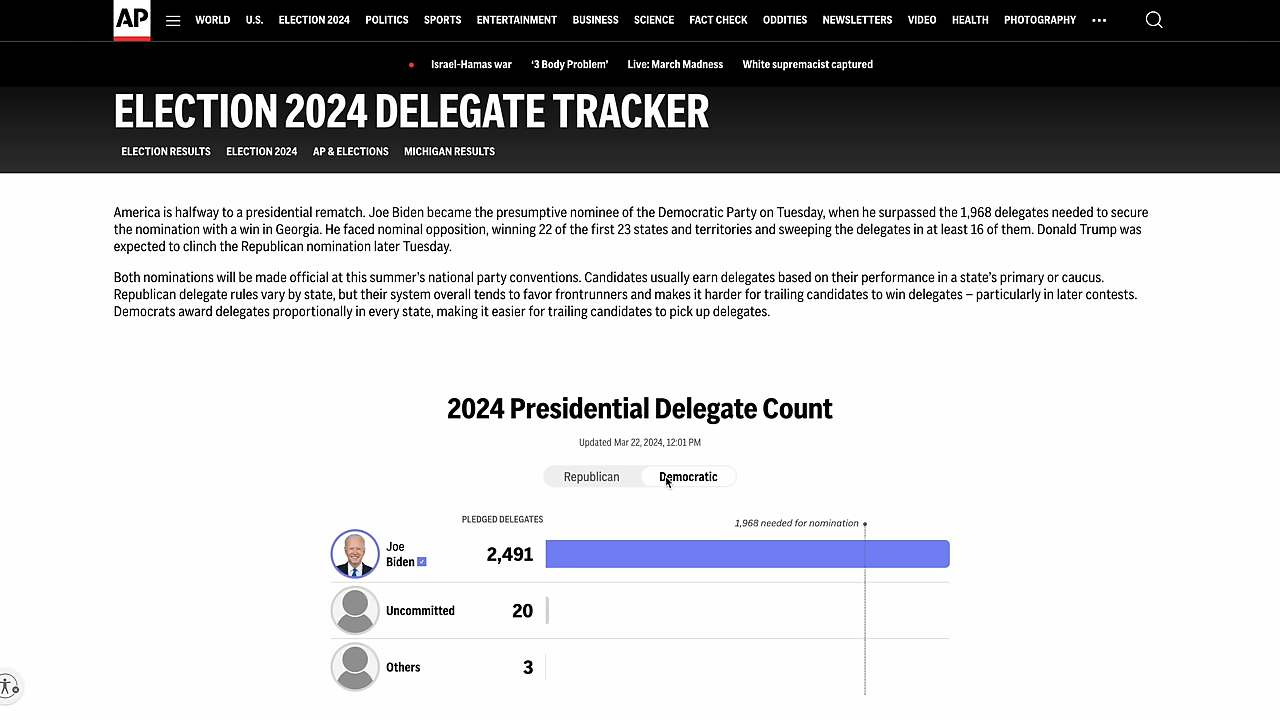 AP
WORLD U.S. ELECTION 2024 POLITICS SPORTS ENTERTAINMENT BUSINESS SCIENCE FACT CHECK ODDITIES NEWSLETTERS VIDEO HEALTH PHOTOGRAPHY
Israel-Hamas war ‘3 Body Problem’ Live: March Madness White supremacist captured
ELECTION 2024 DELEGATE TRACKER
ELECTION RESULTS ELECTION 2024 AP & ELECTIONS MICHIGAN RESULTS
America is halfway to a presidential rematch. Joe Biden became the presumptive nominee of the Democratic Party on Tuesday, when he surpassed the 1,968 delegates needed to secure
the nomination with a win in Georgia. He faced nominal opposition, winning 22 of the first 23 states and territories and sweeping the delegates in at least 16 of them. Donald Trump was
expected to clinch the Republican nomination later Tuesday.
Both nominations will be made official at this summer’s national party conventions. Candidates usually earn delegates based on their performance in a state’s primary or caucus.
Republican delegate rules vary by state, but their system overall tends to favor frontrunners and makes it harder for trailing candidates to win delegates – particularly in later contests.
Democrats award delegates proportionally in every state, making it easier for trailing candidates to pick up delegates.
2024 Presidential Delegate Count
Updated Mar 22, 2024, 12:01 PM
Republican Democratic
PLEDGED DELEGATES
1,968 needed for nomination
Joe
Biden 2,491
Uncommitted 20
Others 3